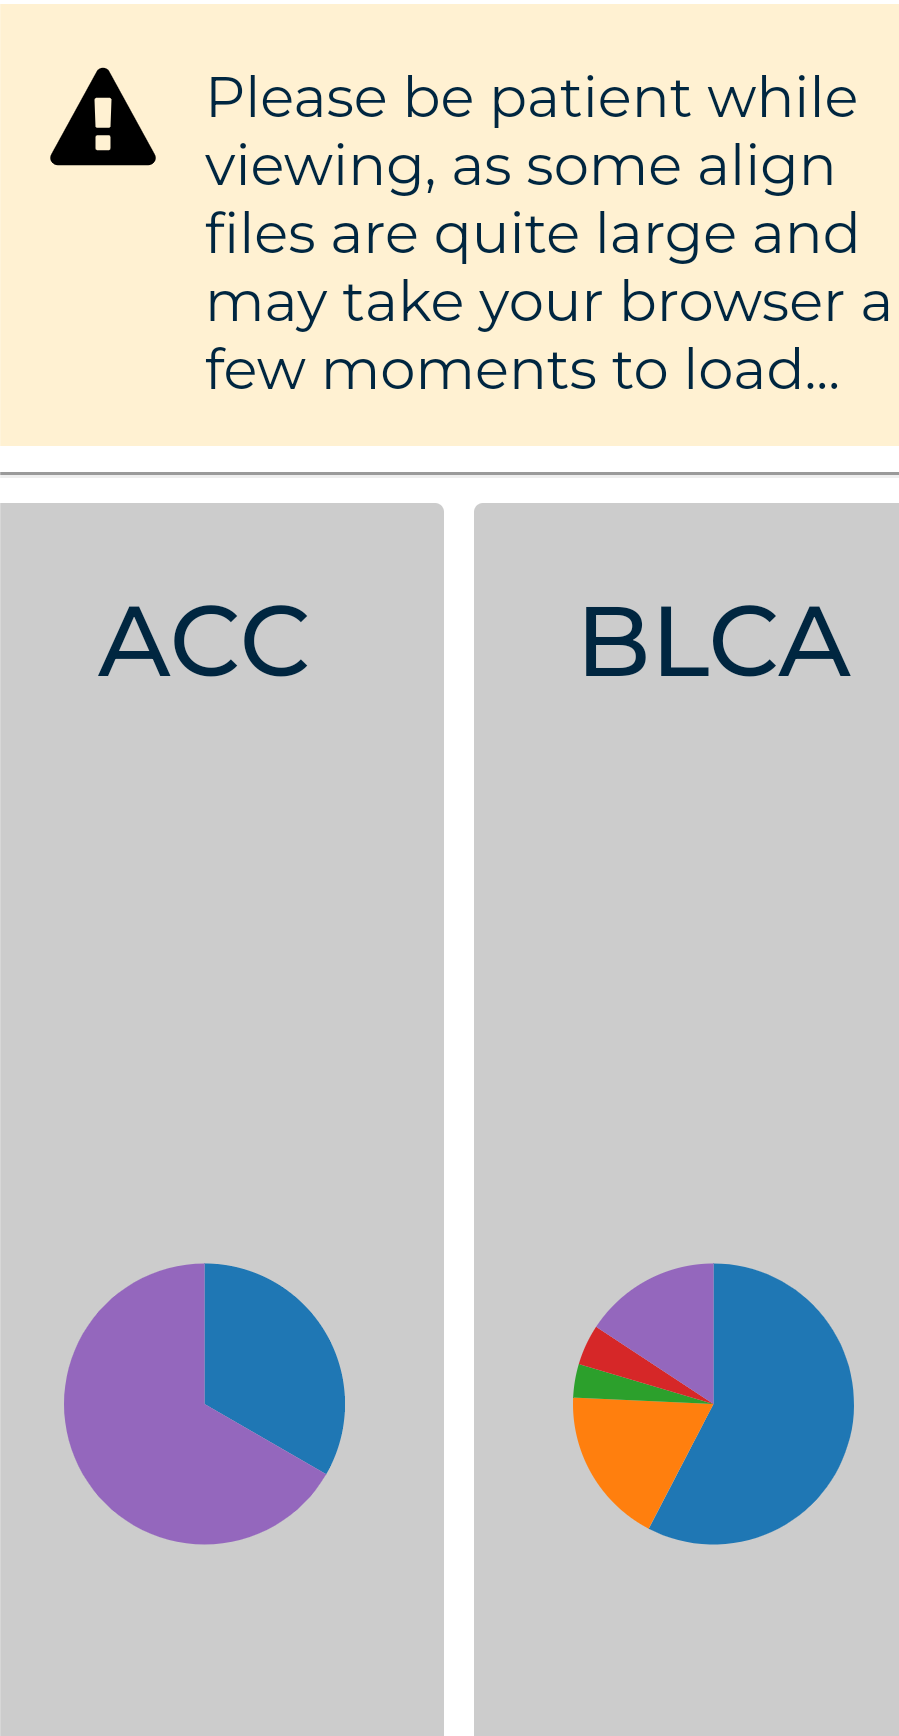 Please be patient while
viewing, as some align
files are quite large and
may take your browser a
few moments to load...
ACC
BLCA